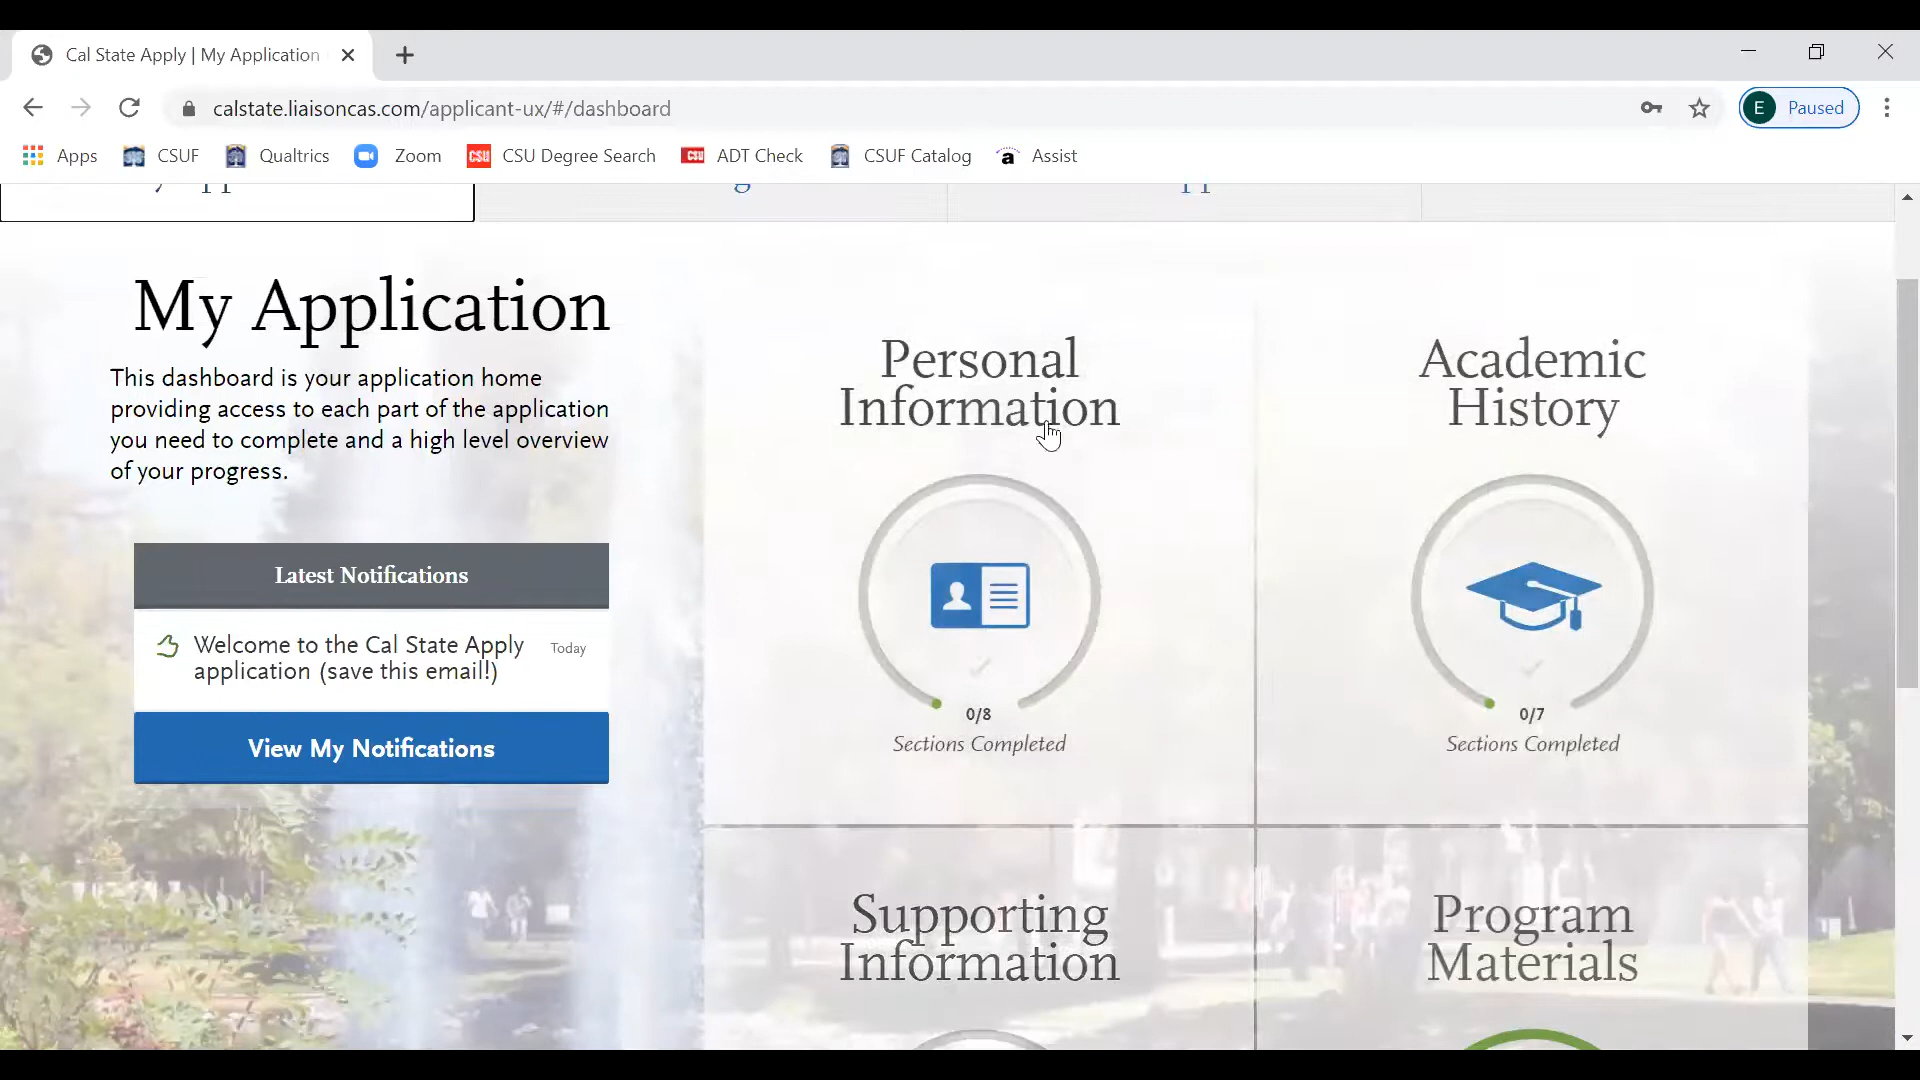 Cal State Apply | My Application
calstate.liaisoncas.com/applicant-ux/#/dashboard
E Paused
Apps CSUF Qualtrics Zoom CSU CSU Degree Search CSU ADT Check CSUF Catalog a Assist
My Application
This dashboard is your application home
providing access to each part of the application
you need to complete and a high level overview
of your progress.
Latest Notifications
Welcome to the Cal State Apply
application (save this email!)
Today
View My Notifications
Personal
Information
0/8
Sections Completed
Academic
History
0/7
Sections Completed
Supporting
Information
Program
Materials